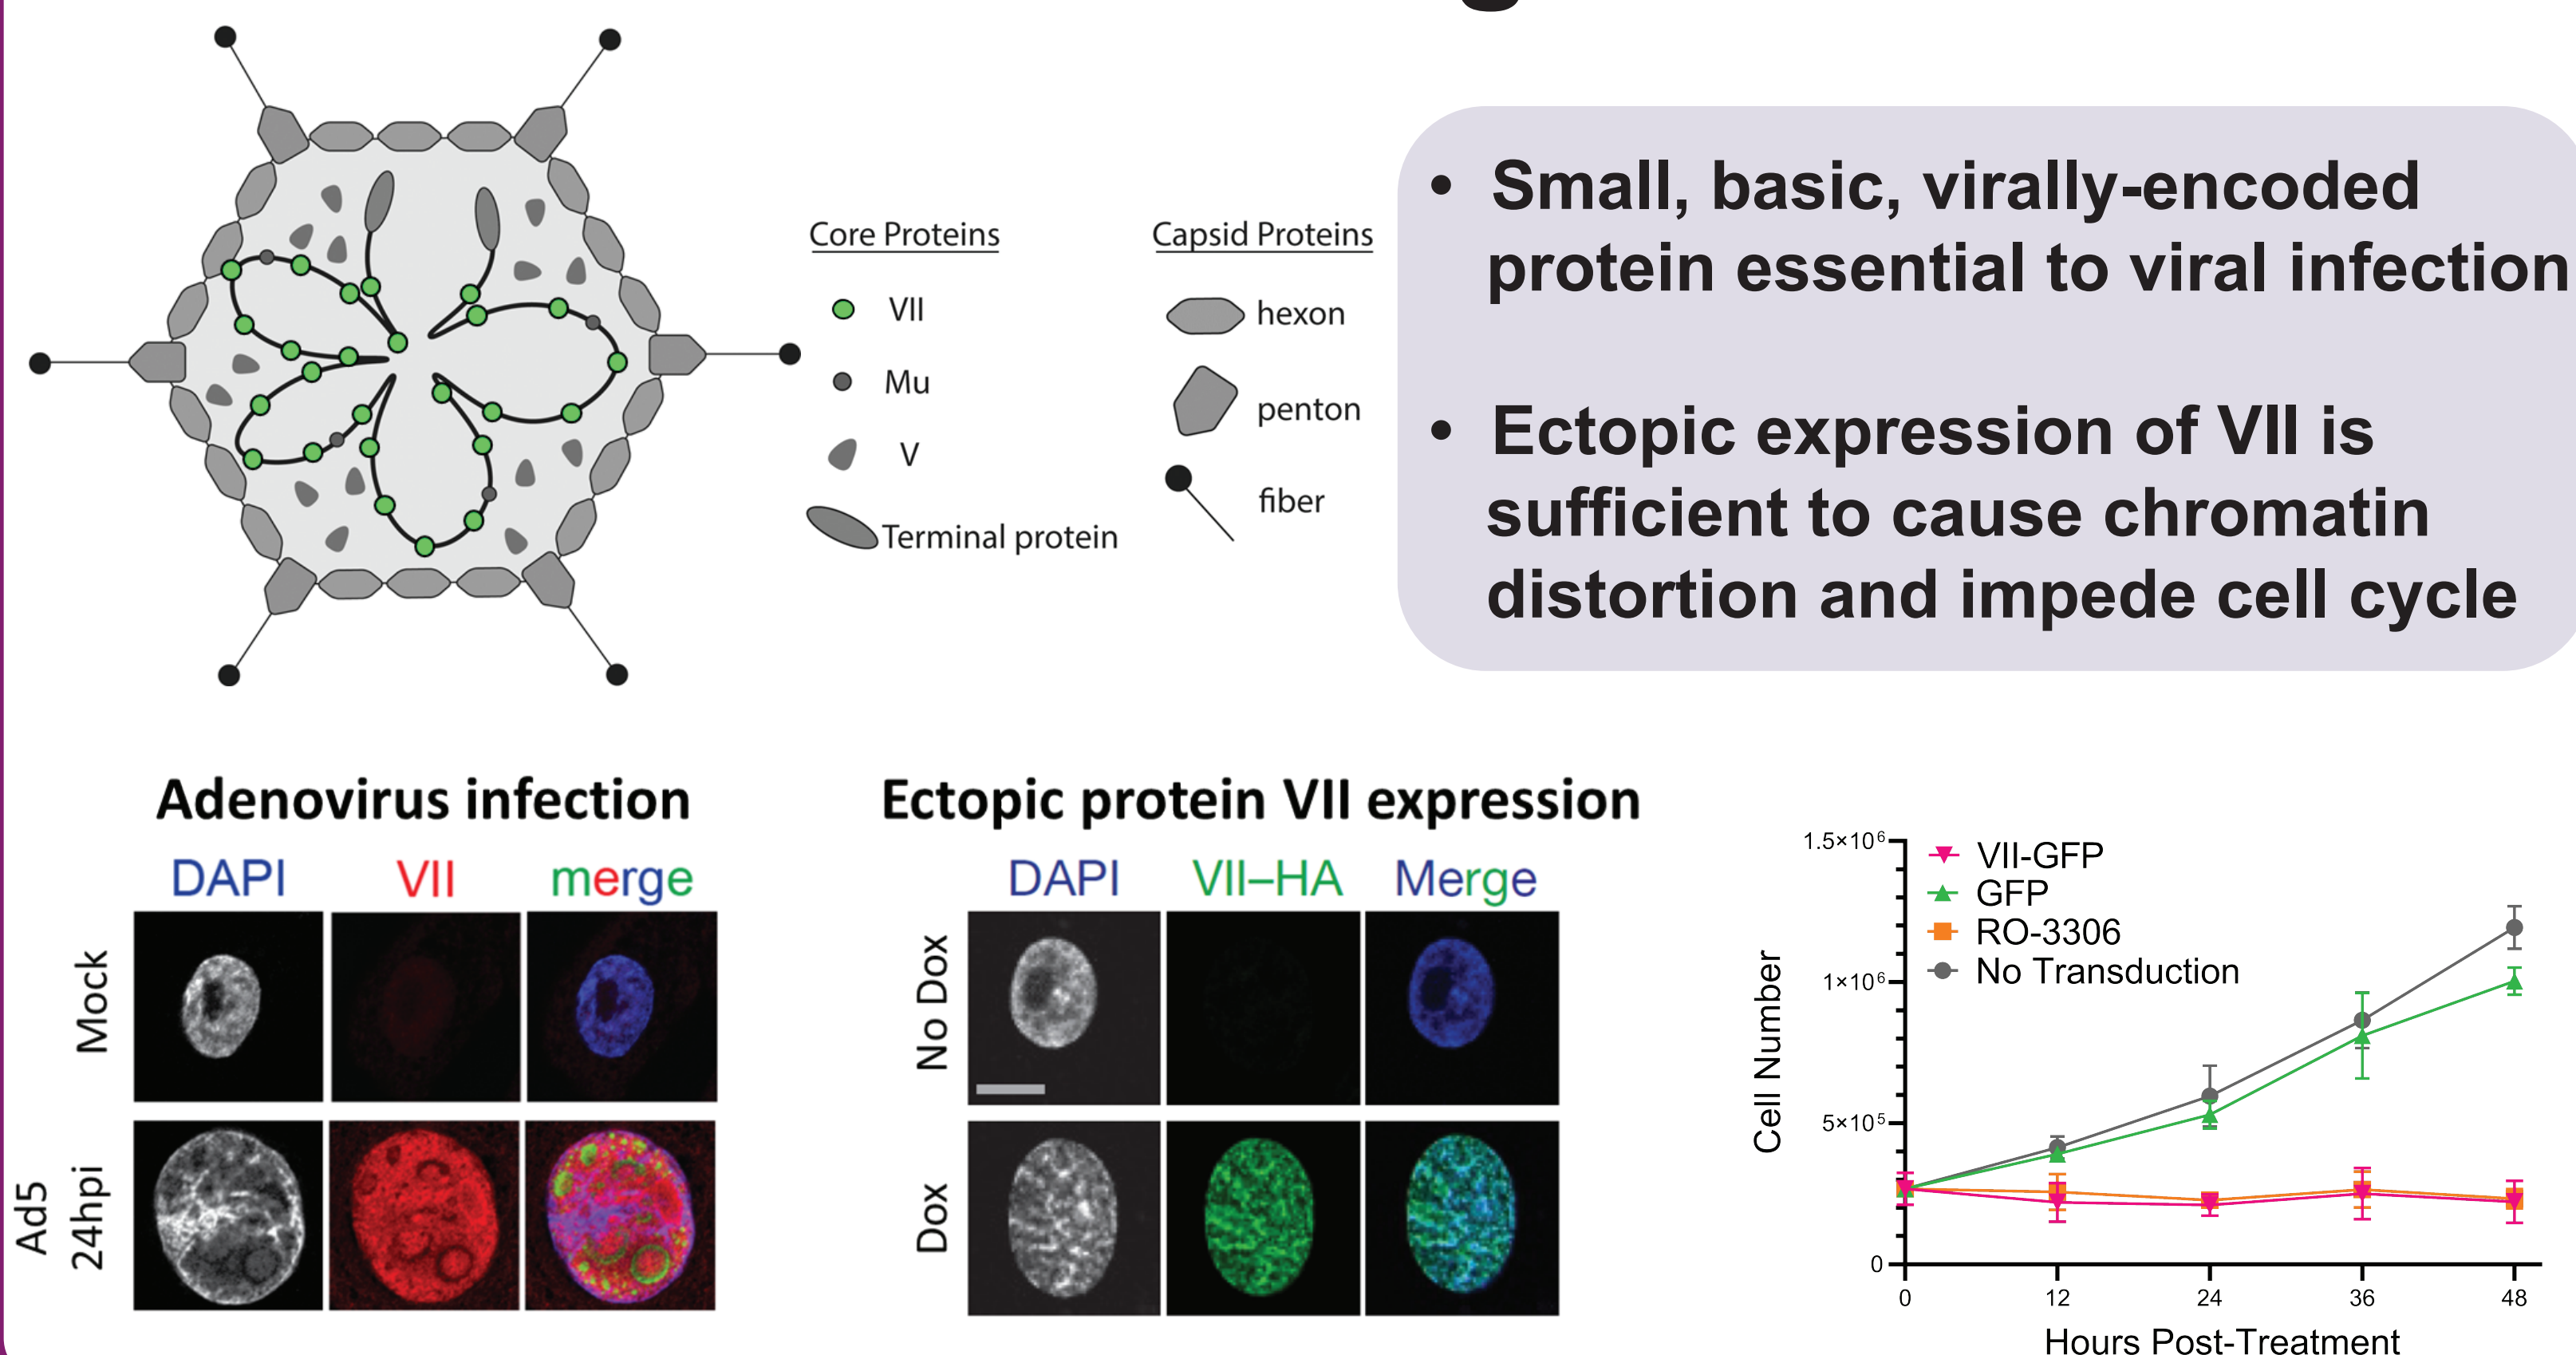 Core Proteins
VII
Mu
V
Terminal protein
Capsid Proteins
hexon
penton
fiber
• Small, basic, virally-encoded
protein essential to viral infection
• Ectopic expression of VII is
sufficient to cause chromatin
distortion and impede cell cycle
Adenovirus infection
DAPI VII merge
Mock
Ad5
24hpi
Ectopic protein VII expression
DAPI VII–HA Merge
No Dox
Dox
VII-GFP
GFP
RO-3306
No Transduction
Cell Number
1.5×10⁶
1×10⁶
5×10⁵
0
0 12 24 36 48
Hours Post-Treatment